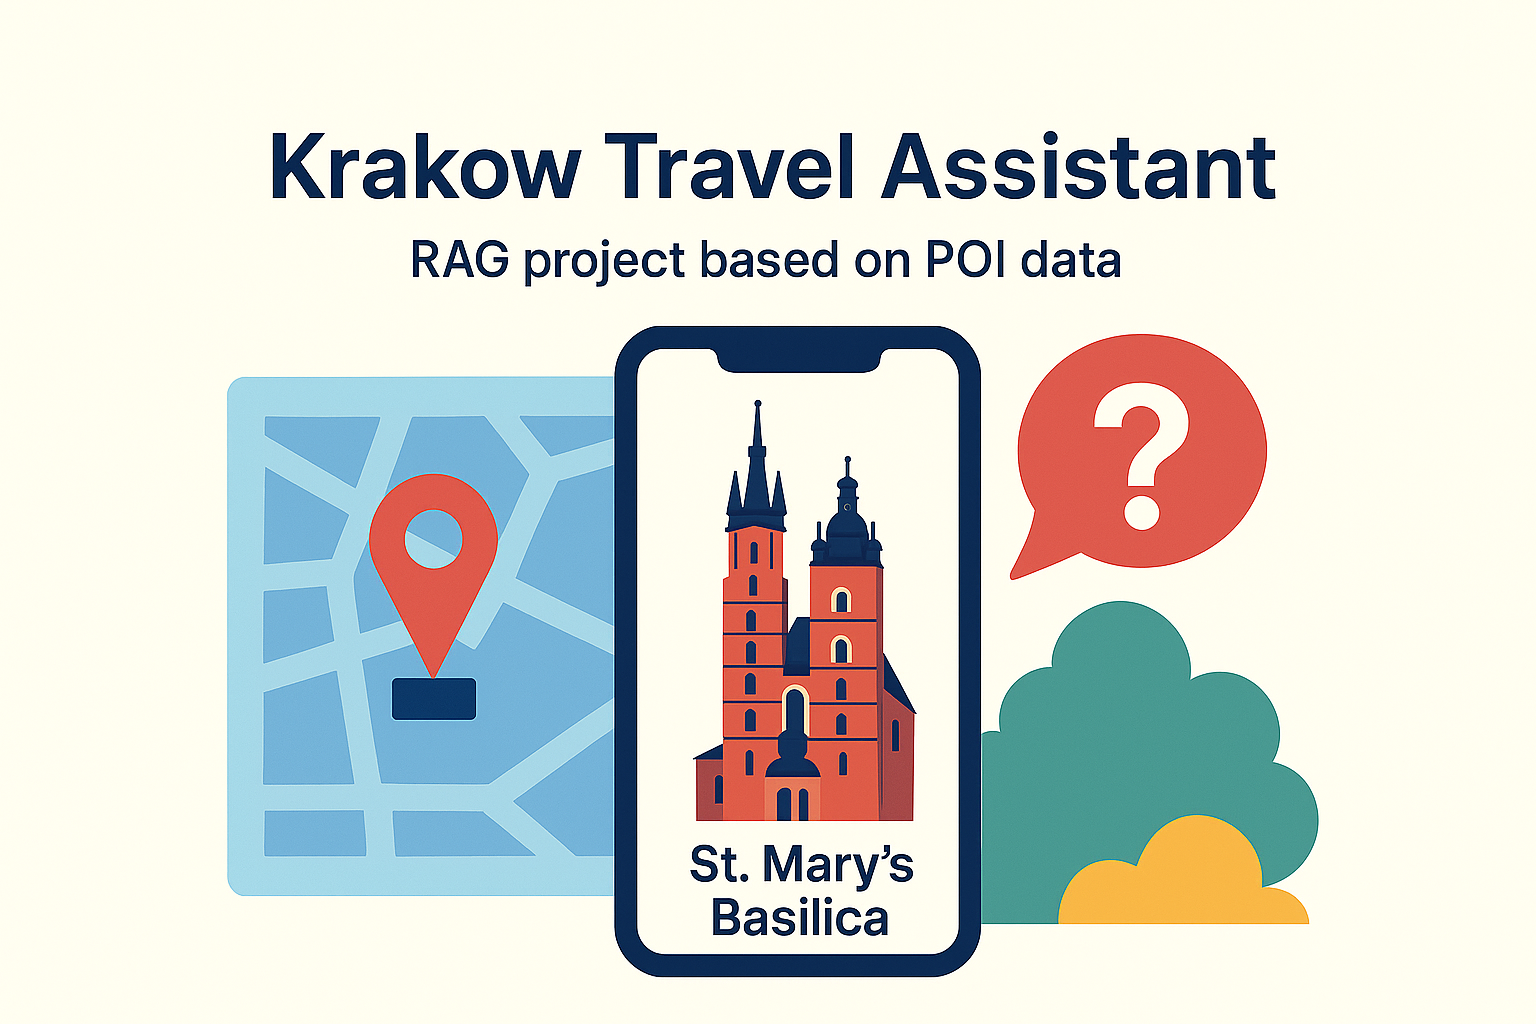 Krakow Travel Assistant
RAG project based on POI data
?
St. Mary’s
Basilica